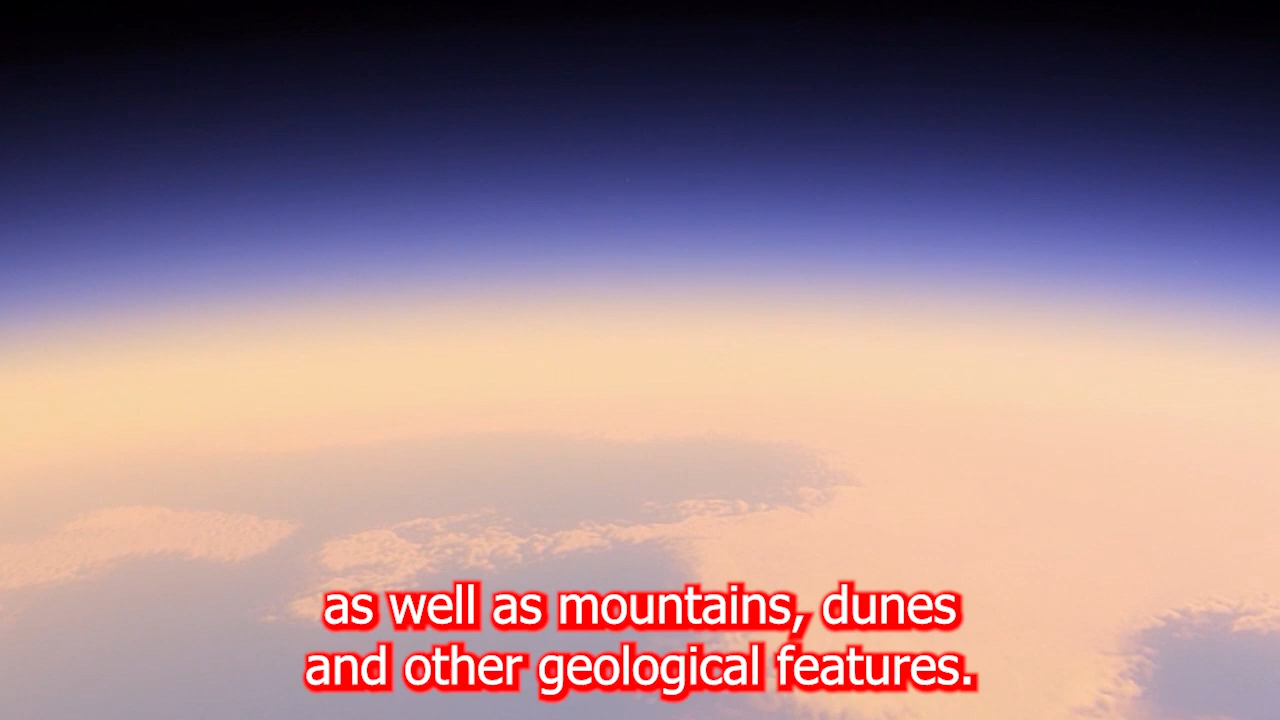 as well as mountains, dunes
and other geological features.